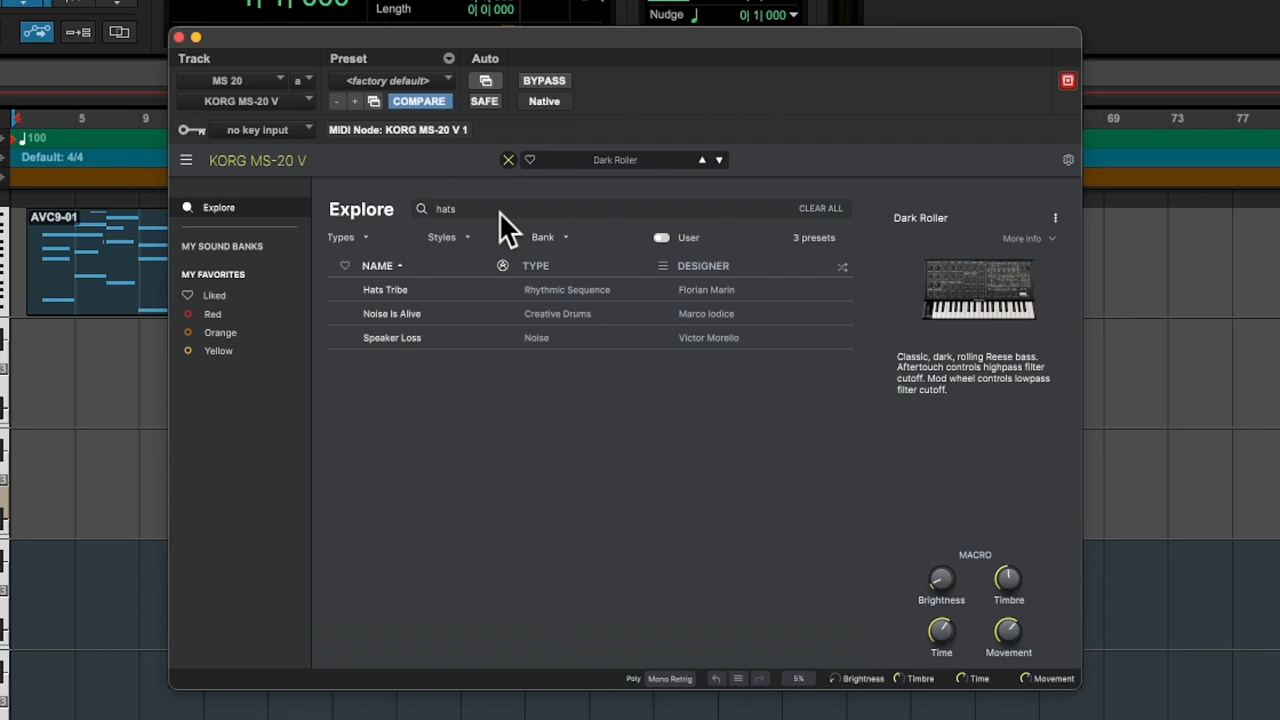 Length
0| 0| 000
Nudge
0| 1| 000
Track
Preset
Auto
MS 20
a
<factory default>
BYPASS
KORG MS-20 V
- + COMPARE
SAFE
Native
no key input
MIDI Node: KORG MS-20 V 1
5 9 69 73 77
100
Default: 4/4
KORG MS-20 V
Dark Roller
AVC9-01
Explore
MY SOUND BANKS
MY FAVORITES
Liked
Red
Orange
Yellow
Explore
hats
CLEAR ALL
Types
Styles
Bank
User
3 presets
NAME TYPE DESIGNER
Hats Tribe Rhythmic Sequence Florian Marin
Noise Is Alive Creative Drums Marco Iodice
Speaker Loss Noise Victor Morello
Dark Roller
More info
Classic, dark, rolling Reese bass.
Aftertouch controls highpass filter
cutoff. Mod wheel controls lowpass
filter cutoff.
MACRO
Brightness
Timbre
Time
Movement
Poly Mono Retrig 5% Brightness Timbre Time Movement